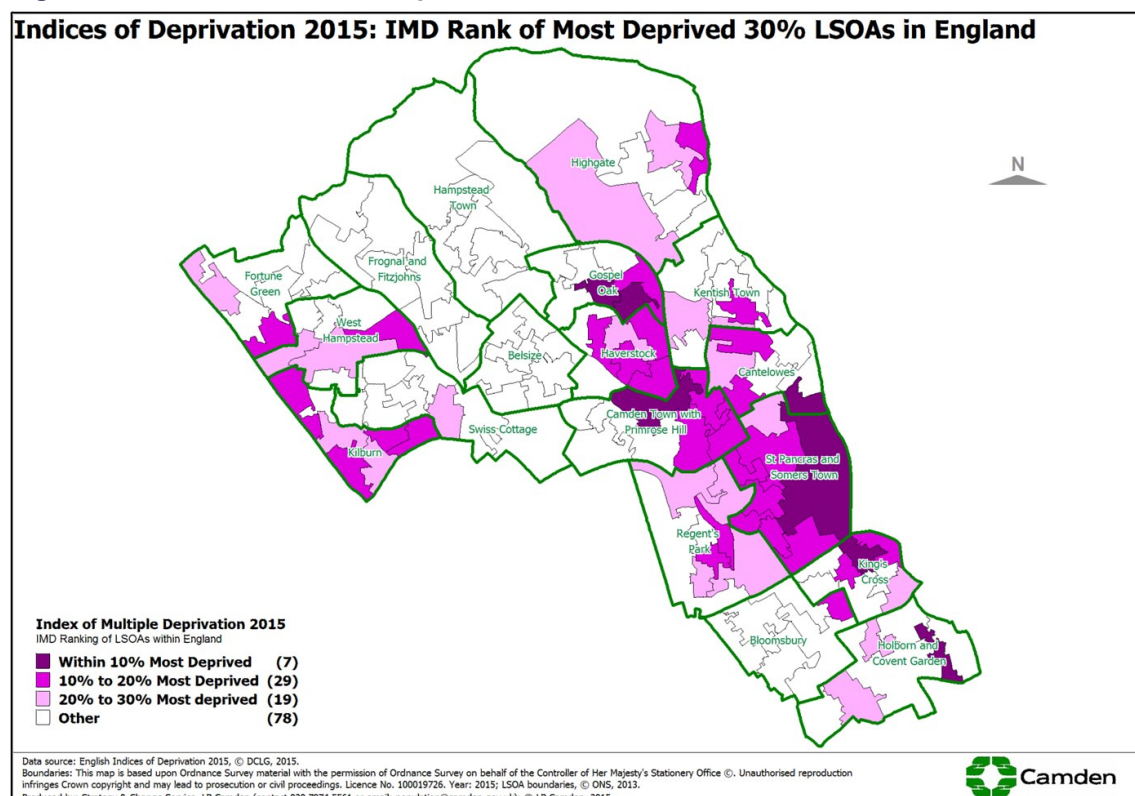 Indices of Deprivation 2015: IMD Rank of Most Deprived 30% LSOAs in England
N
Highgate
Hampstead
Town
Frognal and
Fitzjohns
Fortune
Green
Gospel
Oak
Kentish Town
West
Hampstead
Belsize
Haverstock
Cantelowes
Camden Town with
Primrose Hill
Swiss Cottage
Kilburn
St Pancras and
Somers Town
Regent's
Park
King's
Cross
Bloomsbury
Holborn and
Covent Garden
Index of Multiple Deprivation 2015
IMD Ranking of LSOAs within England
Within 10% Most Deprived (7)
10% to 20% Most Deprived (29)
20% to 30% Most deprived (19)
Other (78)
Data source: English Indices of Deprivation 2015, © DCLG, 2015.
Boundaries: This map is based upon Ordnance Survey material with the permission of Ordnance Survey on behalf of the Controller of Her Majesty's Stationery Office ©. Unauthorised reproduction
infringes Crown copyright and may lead to prosecution or civil proceedings. Licence No. 100019726. Year: 2015; LSOA boundaries, © ONS, 2013.
Camden